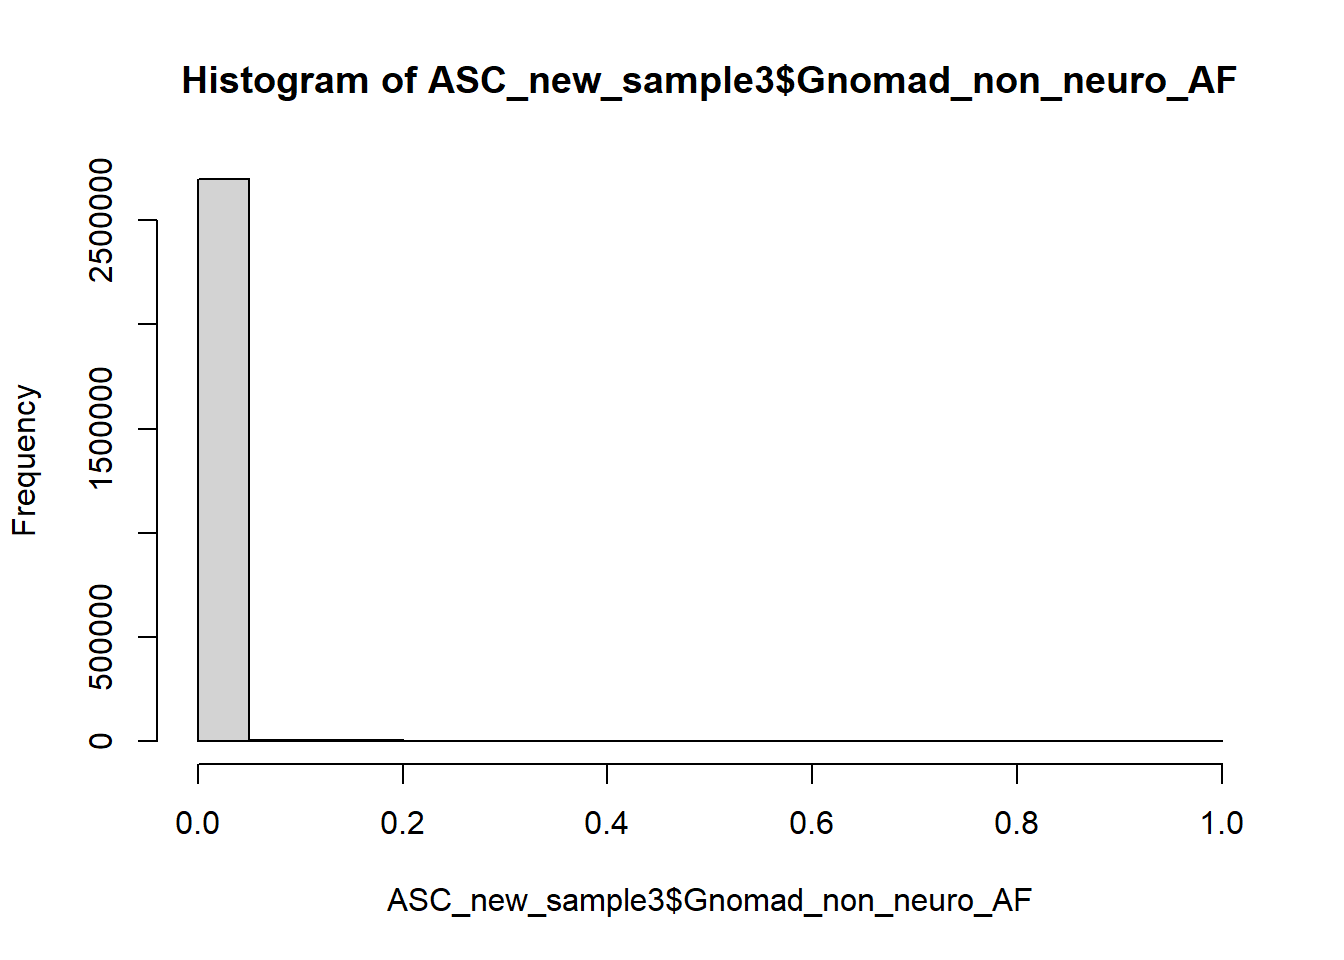 Histogram of ASC_new_sample3$Gnomad_non_neuro_AF
Frequency
2500000
1500000
500000
0
0.0 0.2 0.4 0.6 0.8 1.0
ASC_new_sample3$Gnomad_non_neuro_AF